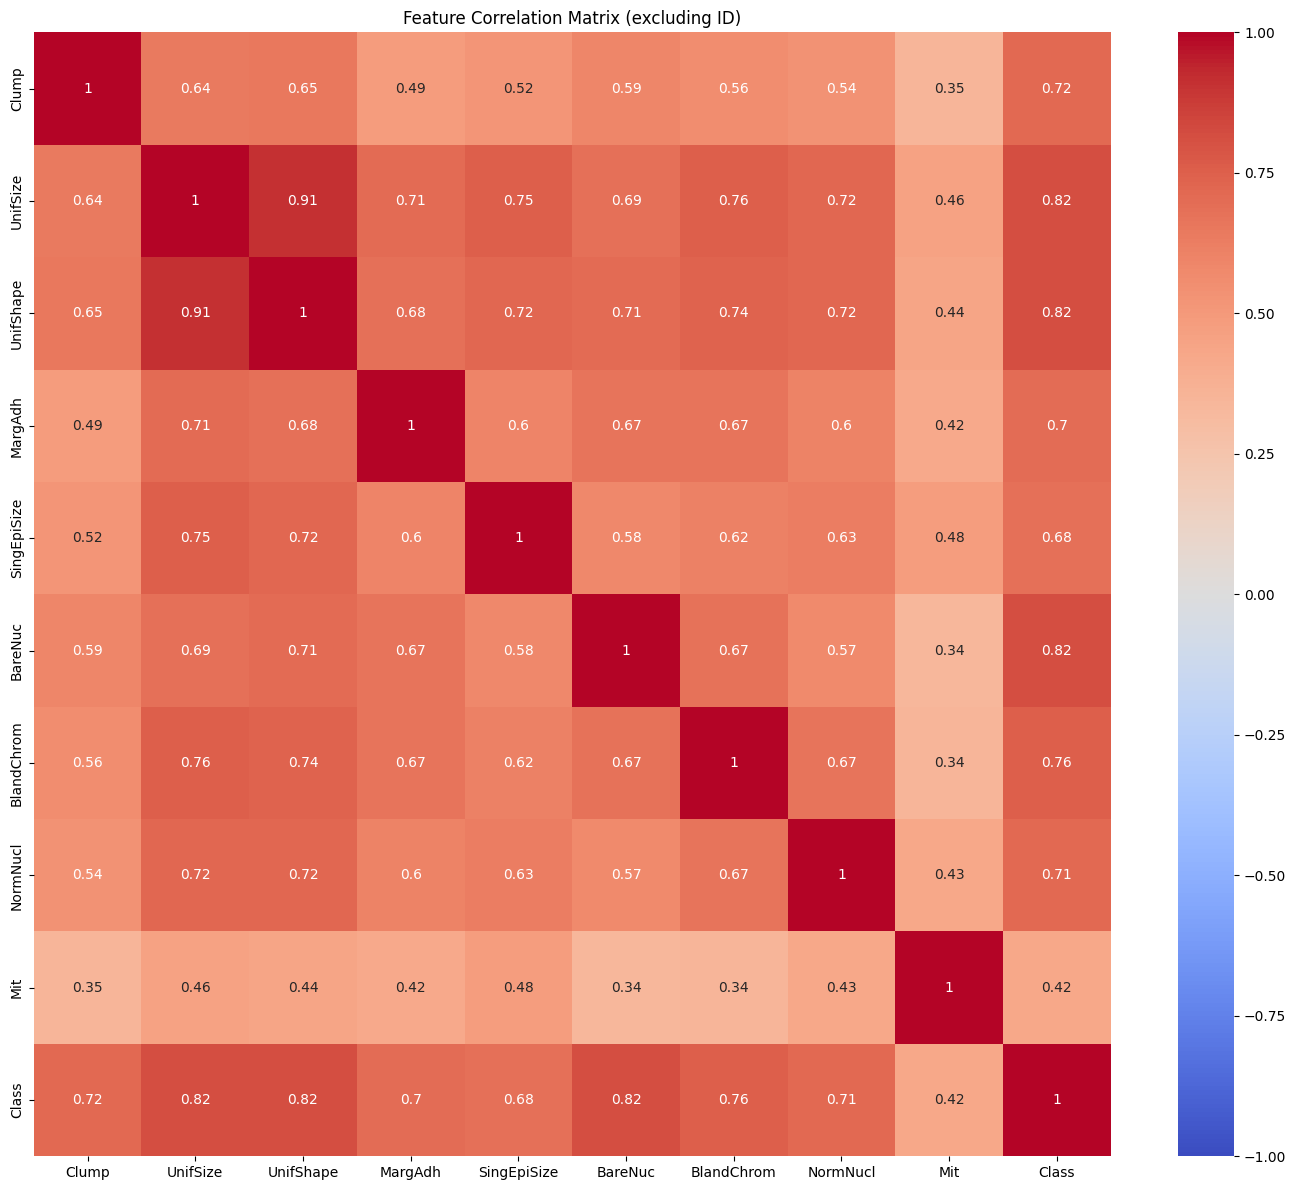 Feature Correlation Matrix (excluding ID)
Clump 1 0.64 0.65 0.49 0.52 0.59 0.56 0.54 0.35 0.72
UnifSize 0.64 1 0.91 0.71 0.75 0.69 0.76 0.72 0.46 0.82
UnifShape 0.65 0.91 1 0.68 0.72 0.71 0.74 0.72 0.44 0.82
MargAdh 0.49 0.71 0.68 1 0.6 0.67 0.67 0.6 0.42 0.7
SingEpiSize 0.52 0.75 0.72 0.6 1 0.58 0.62 0.63 0.48 0.68
BareNuc 0.59 0.69 0.71 0.67 0.58 1 0.67 0.57 0.34 0.82
BlandChrom 0.56 0.76 0.74 0.67 0.62 0.67 1 0.67 0.34 0.76
NormNucl 0.54 0.72 0.72 0.6 0.63 0.57 0.67 1 0.43 0.71
Mit 0.35 0.46 0.44 0.42 0.48 0.34 0.34 0.43 1 0.42
Class 0.72 0.82 0.82 0.7 0.68 0.82 0.76 0.71 0.42 1
Clump UnifSize UnifShape MargAdh SingEpiSize BareNuc BlandChrom NormNucl Mit Class
1.00
0.75
0.50
0.25
0.00
−0.25
−0.50
−0.75
−1.00